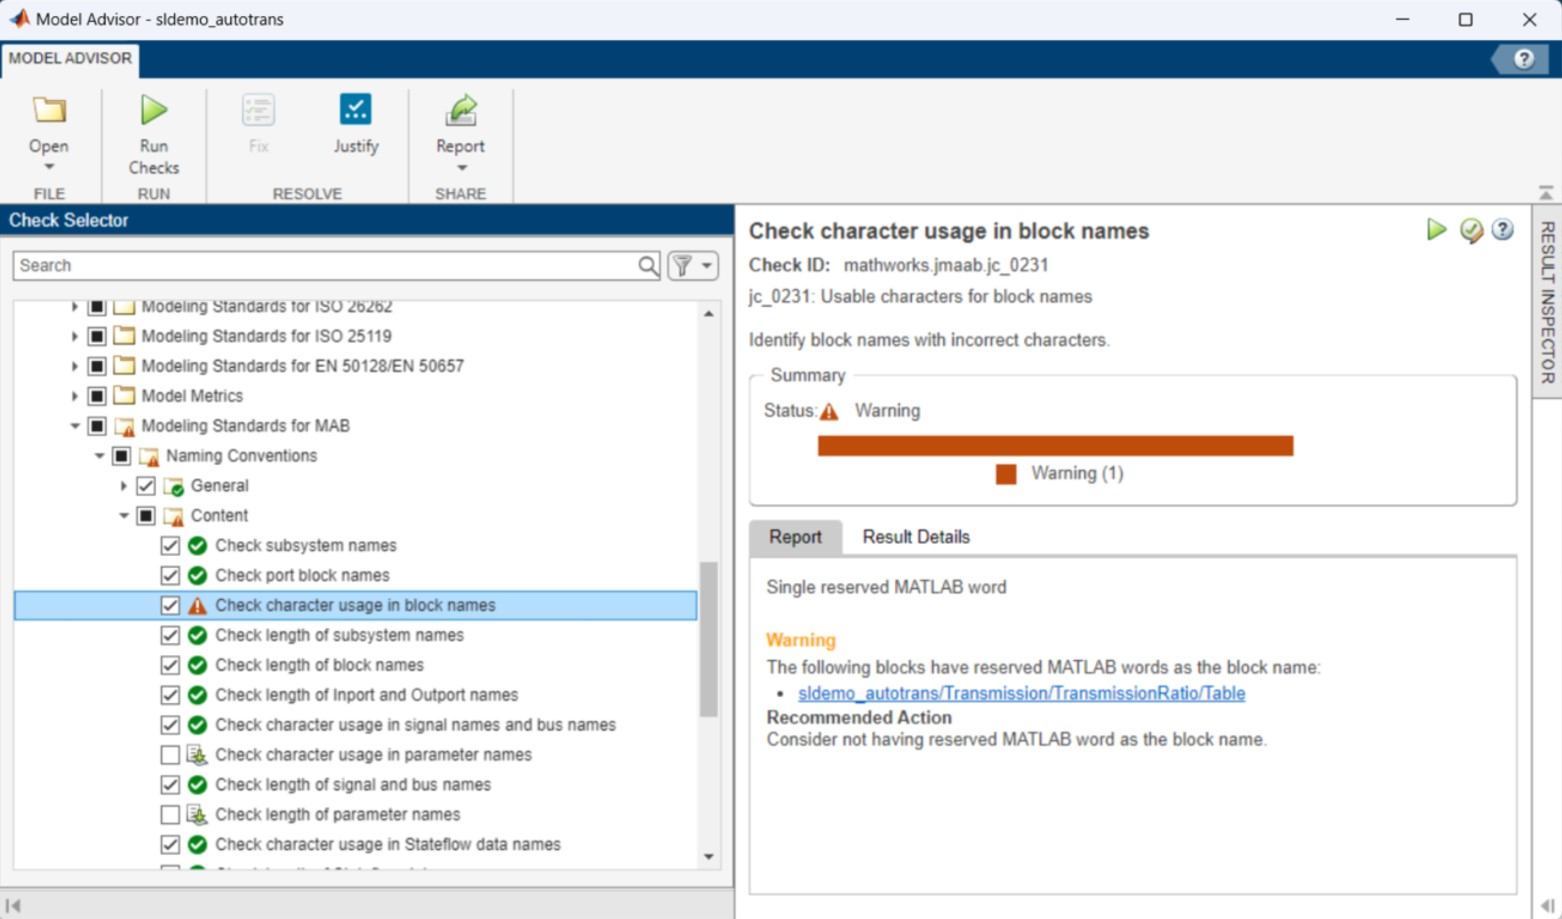 Model Advisor - sldemo_autotrans
MODEL ADVISOR
Open
Run Checks
Fix
Justify
Report
FILE
RUN
RESOLVE
SHARE
Check Selector
Search
Modeling Standards for ISO 26262
Modeling Standards for ISO 25119
Modeling Standards for EN 50128/EN 50657
Model Metrics
Modeling Standards for MAB
Naming Conventions
General
Content
Check subsystem names
Check port block names
Check character usage in block names
Check length of subsystem names
Check length of block names
Check length of Inport and Outport names
Check character usage in signal names and bus names
Check character usage in parameter names
Check length of signal and bus names
Check length of parameter names
Check character usage in Stateflow data names
Check character usage in block names
Check ID: mathworks.jmaab.jc_0231
jc_0231: Usable characters for block names
Identify block names with incorrect characters.
Summary
Status: Warning
Warning (1)
Report
Result Details
Single reserved MATLAB word
Warning
The following blocks have reserved MATLAB words as the block name:
• sldemo_autotrans/Transmission/TransmissionRatio/Table
Recommended Action
Consider not having reserved MATLAB word as the block name.
RESULT INSPECTOR